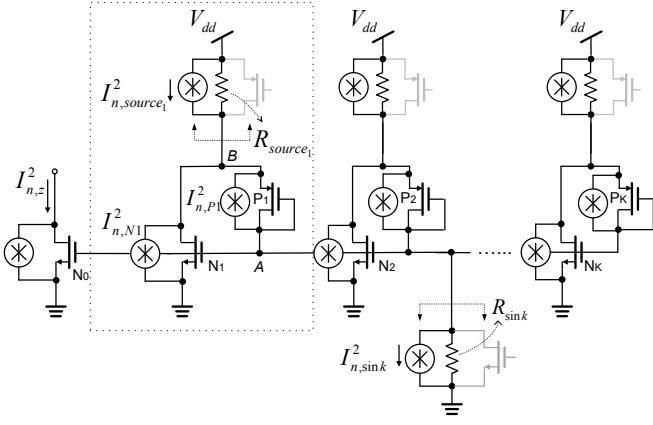 V_dd V_dd V_dd
I²_n,source₁
R_source₁
B
I²_n,z I²_n,P1 P₁ P₂ P_K
I²_n,N1
N₀ N₁ A N₂ ...... N_K
R_sink
I²_n,sink